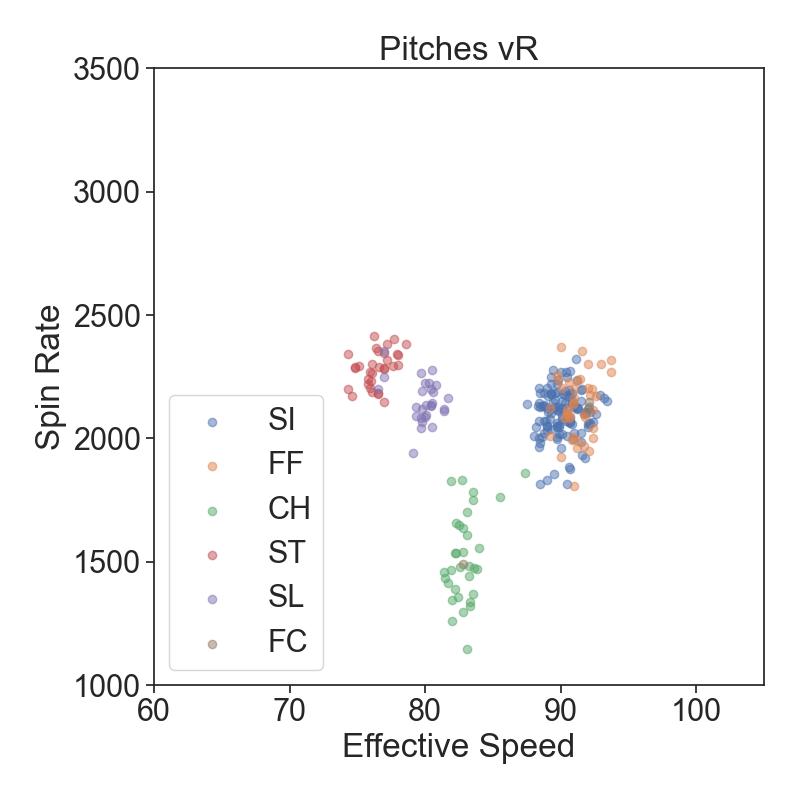 Pitches vR
3500
3000
2500
2000
1500
1000
Spin Rate
SI
FF
CH
ST
SL
FC
60 70 80 90 100
Effective Speed